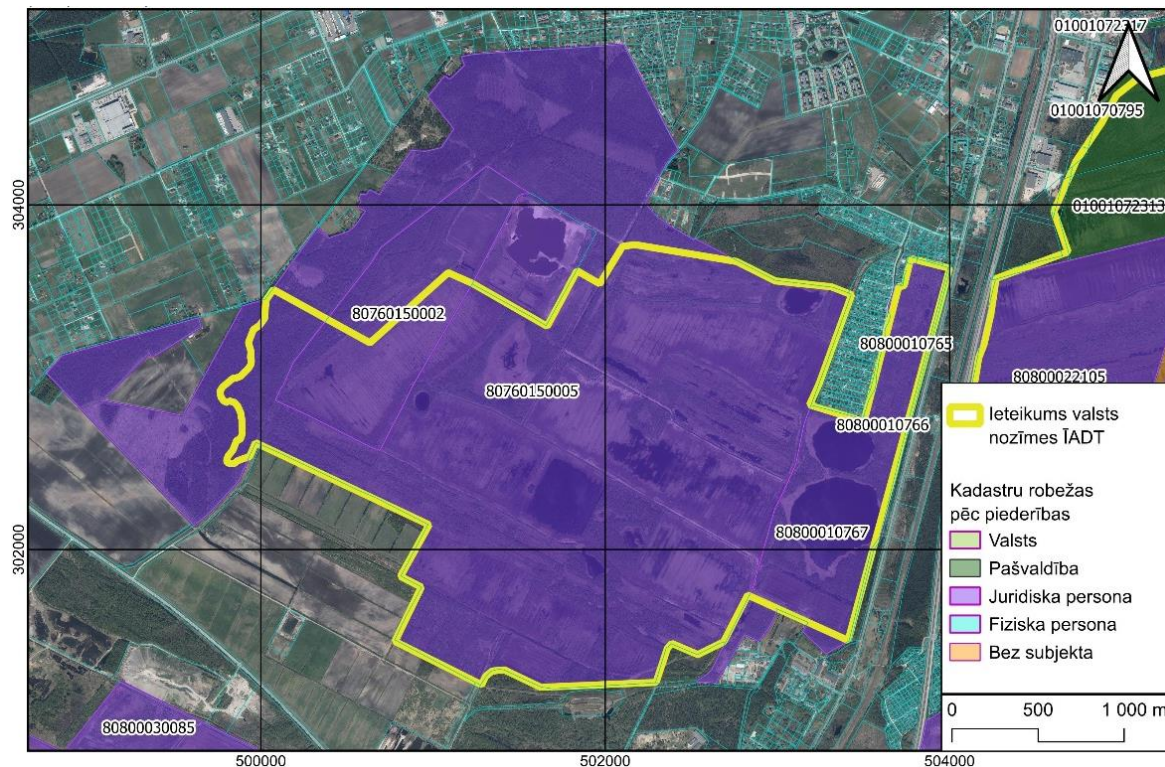 01001072317
01001070795
304000
01001072313
80760150002
80800010765
80760150005
80800022105
80800010766
80800010767
302000
80800030085
Ieteikums valsts
nozīmes ĪADT
Kadastru robežas
pēc piederības
Valsts
Pašvaldība
Juridiska persona
Fiziska persona
Bez subjekta
0 500 1 000 m
500000 502000 504000